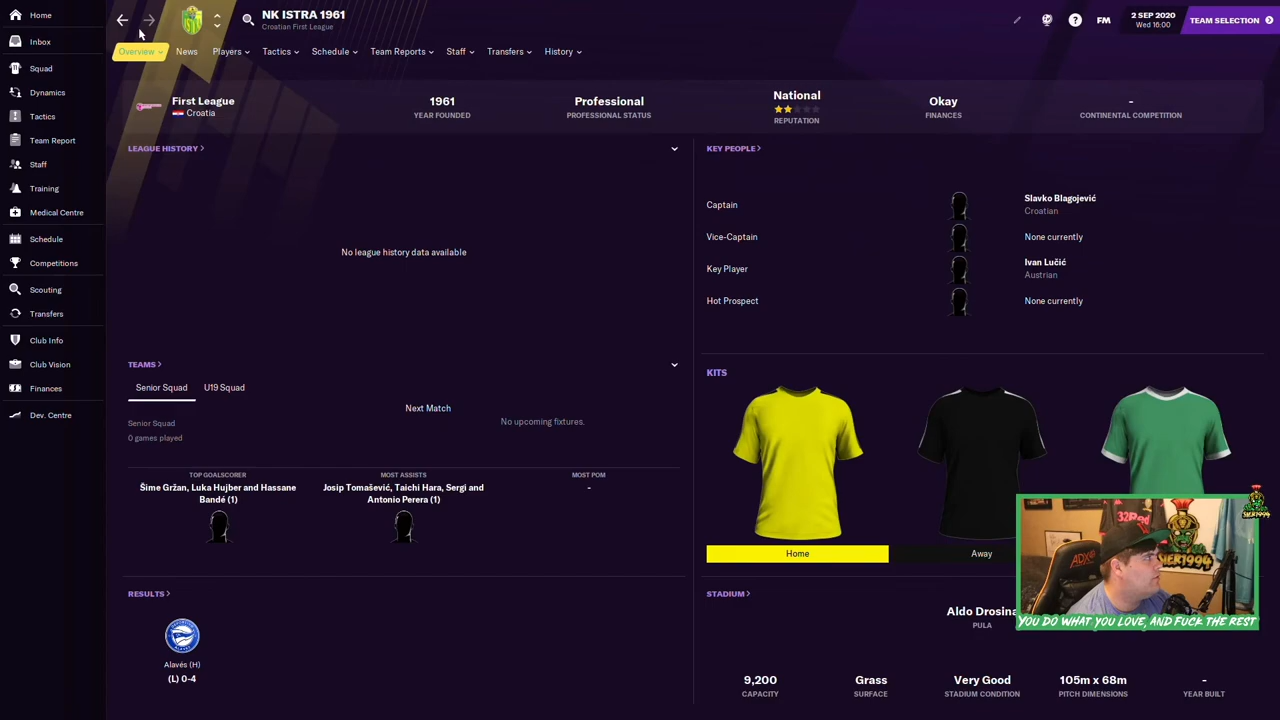 Home
Inbox
Squad
Dynamics
Tactics
Team Report
Staff
Training
Medical Centre
Schedule
Competitions
Scouting
Transfers
Club Info
Club Vision
Finances
Dev. Centre
NK ISTRA 1961
Croatian First League
FM
2 SEP 2020
Wed 16:00
TEAM SELECTION
Overview
News
Players
Tactics
Schedule
Team Reports
Staff
Transfers
History
First League
Croatia
1961
YEAR FOUNDED
Professional
PROFESSIONAL STATUS
National
REPUTATION
Okay
FINANCES
-
CONTINENTAL COMPETITION
LEAGUE HISTORY
No league history data available
KEY PEOPLE
Captain
Slavko Blagojević
Croatian
Vice-Captain
None currently
Key Player
Ivan Lučić
Austrian
Hot Prospect
None currently
TEAMS
Senior Squad
U19 Squad
Senior Squad
0 games played
Next Match
No upcoming fixtures.
TOP GOALSCORER
Šime Gržan, Luka Hujber and Hassane
Bandé (1)
MOST ASSISTS
Josip Tomašević, Taichi Hara, Sergi and
Antonio Perera (1)
MOST POM
-
KITS
Home
Away
RESULTS
Alavés (H)
(L) 0-4
STADIUM
Aldo Drosina
PULA
9,200
CAPACITY
Grass
SURFACE
Very Good
STADIUM CONDITION
105m x 68m
PITCH DIMENSIONS
-
YEAR BUILT
32Red
SHER1994
ADX
YOU DO WHAT YOU LOVE, AND FUCK THE REST